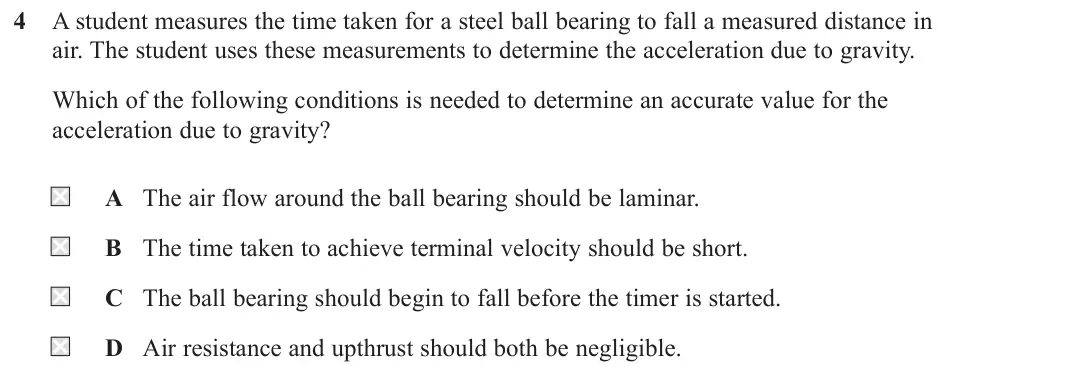 4 A student measures the time taken for a steel ball bearing to fall a measured distance in
air. The student uses these measurements to determine the acceleration due to gravity.
Which of the following conditions is needed to determine an accurate value for the
acceleration due to gravity?
A The air flow around the ball bearing should be laminar.
B The time taken to achieve terminal velocity should be short.
C The ball bearing should begin to fall before the timer is started.
D Air resistance and upthrust should both be negligible.